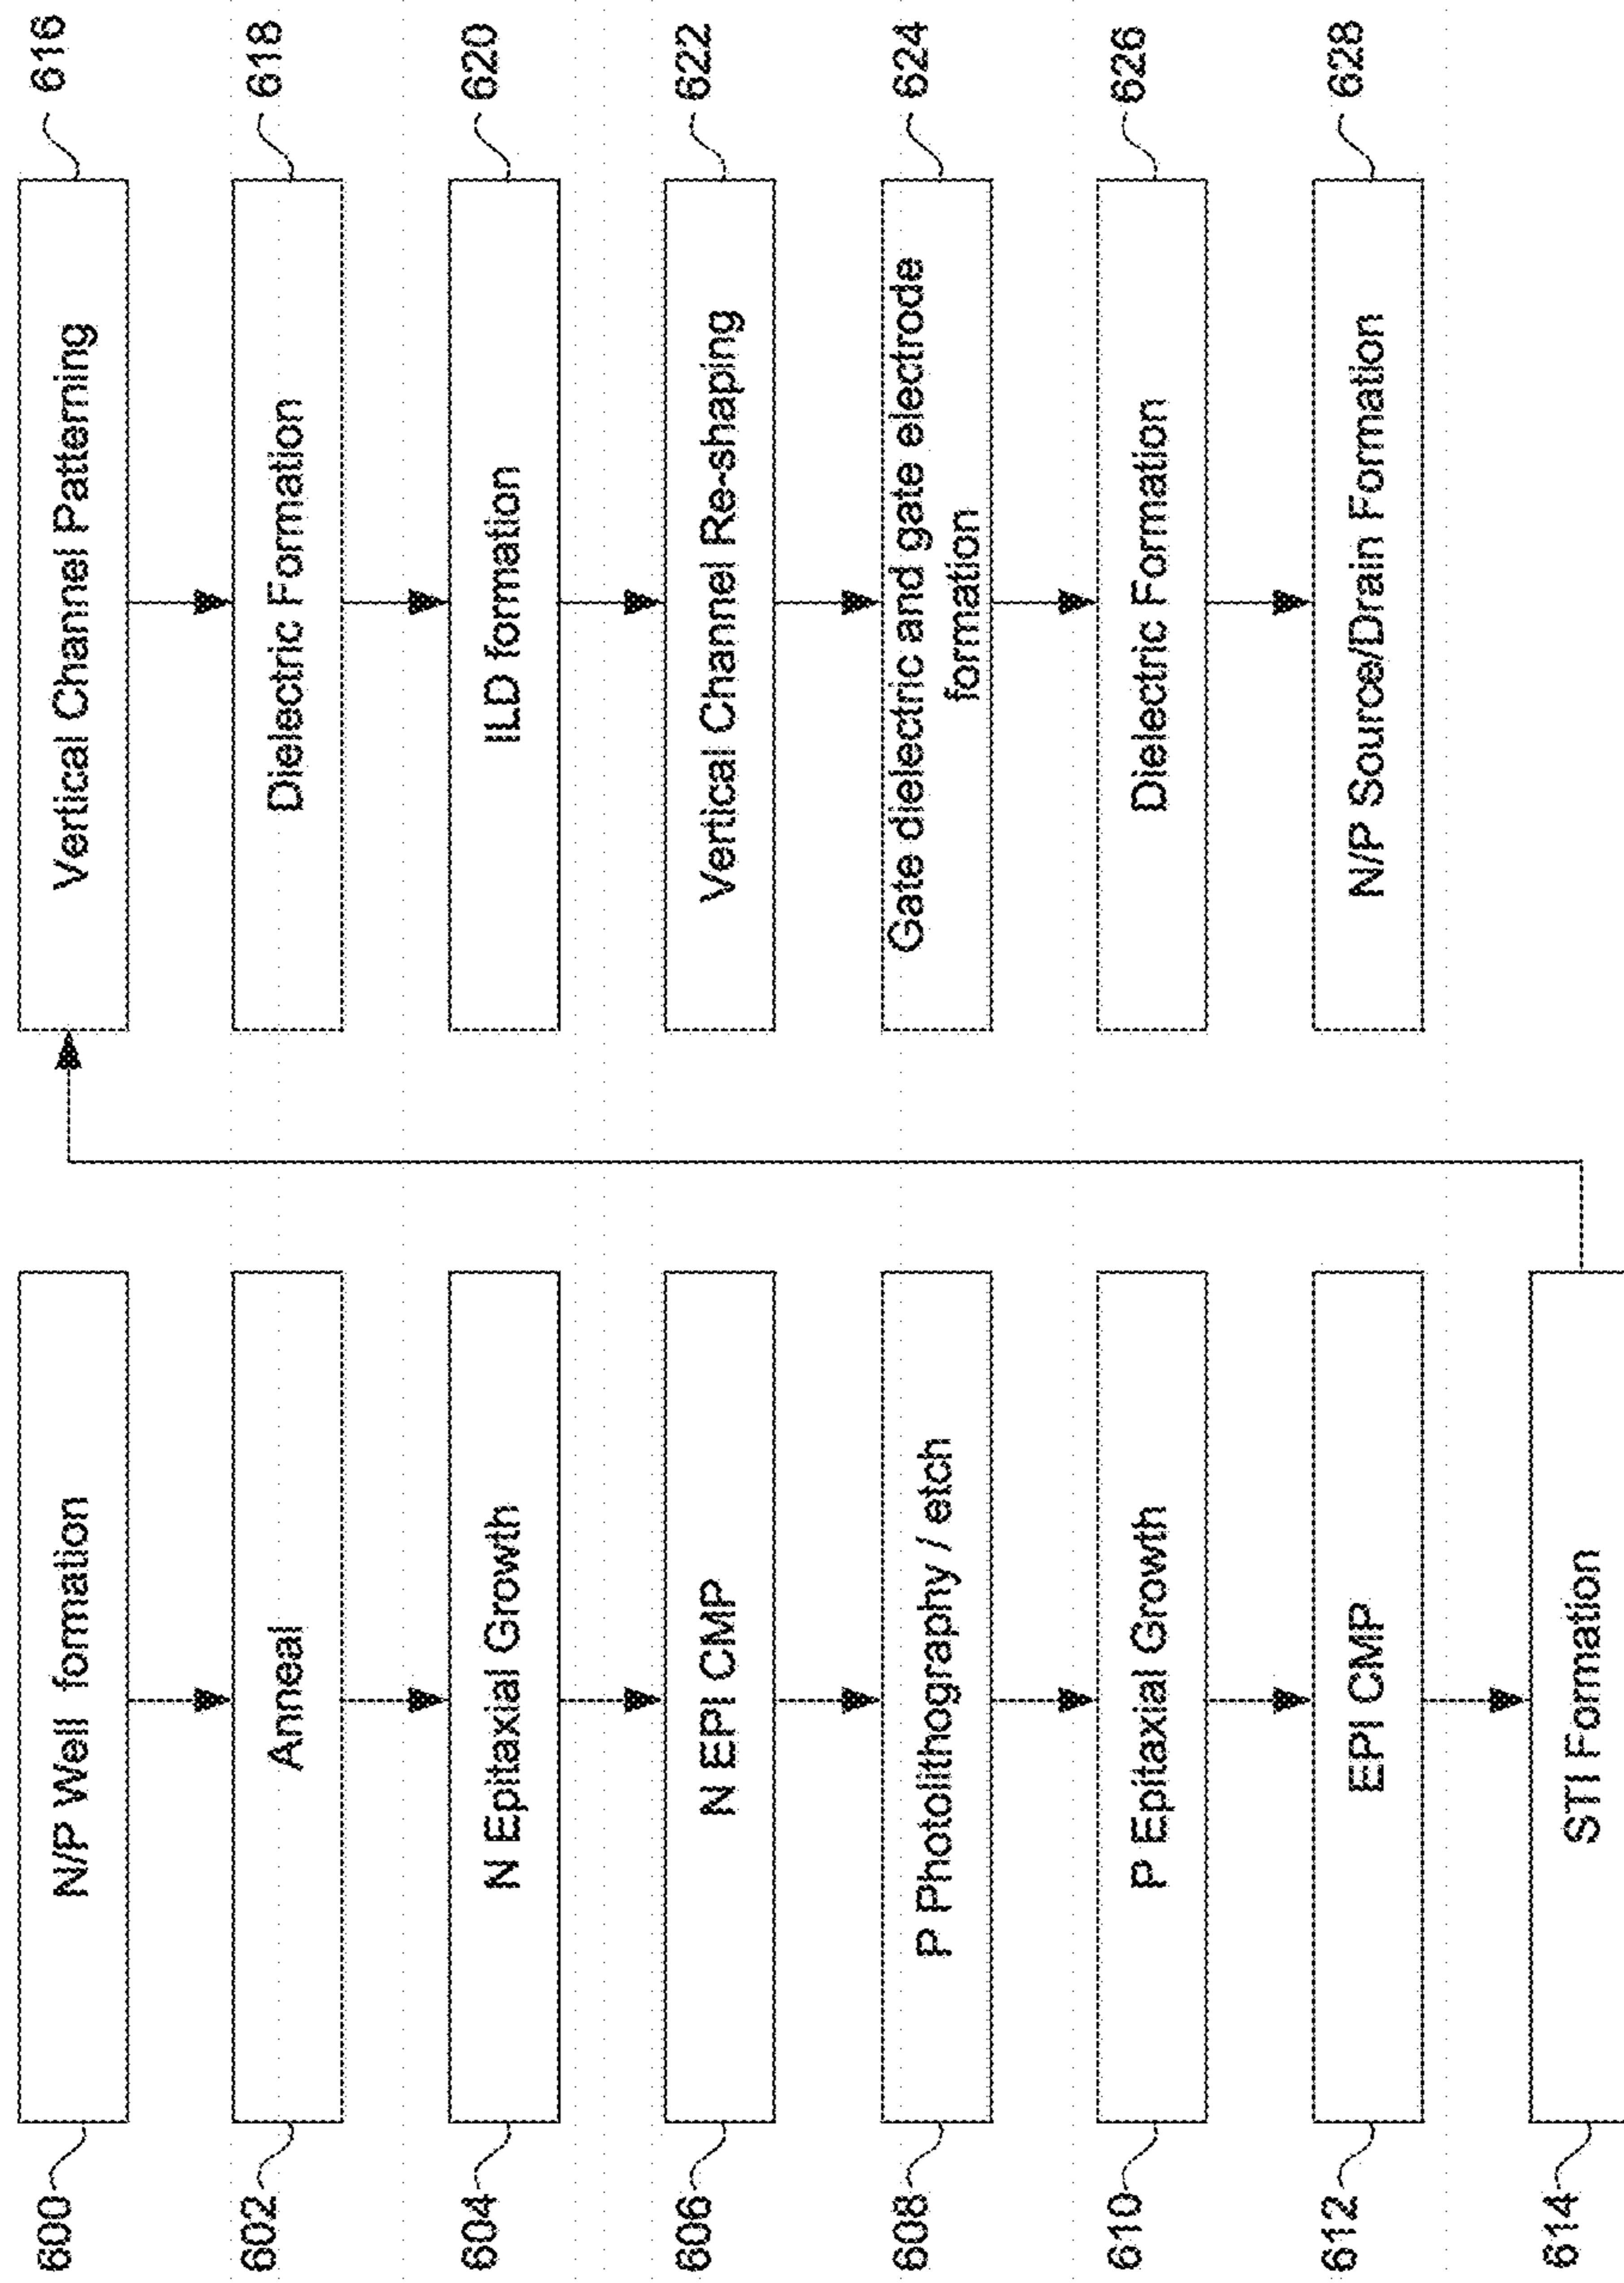 600
N/P Well fomation
602
Anneal
604
N Epitaxial Growth
606
N EPI CMP
608
P Photolithography / etch
610
P Epitaxial Growth
612
EPI CMP
614
STI Formation
616
Vertical Channel Patterning
618
Dielectric Formation
620
ILD formation
622
Vertical Channel Re-shaping
624
Gate dielectric and gate electrode
formation
626
Dielectric Formation
628
N/P Source/Drain Formation